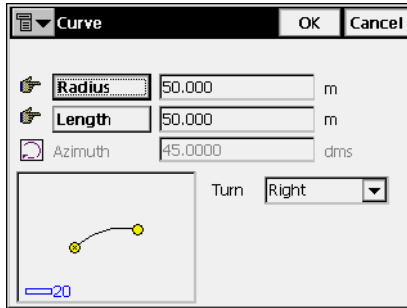 Curve OK Cancel
Radius 50.000 m
Length 50.000 m
Azimuth 45.0000 dms
Turn Right
20